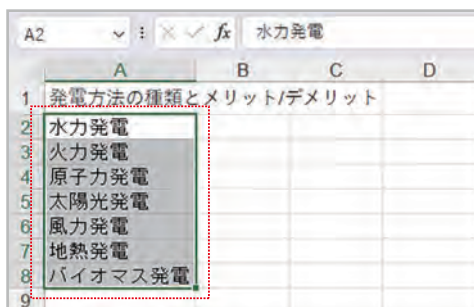 A2 fx 水力発電
A B C D
1 発電方法の種類とメリット/デメリット
2 水力発電
3 火力発電
4 原子力発電
5 太陽光発電
6 風力発電
7 地熱発電
8 バイオマス発電
9